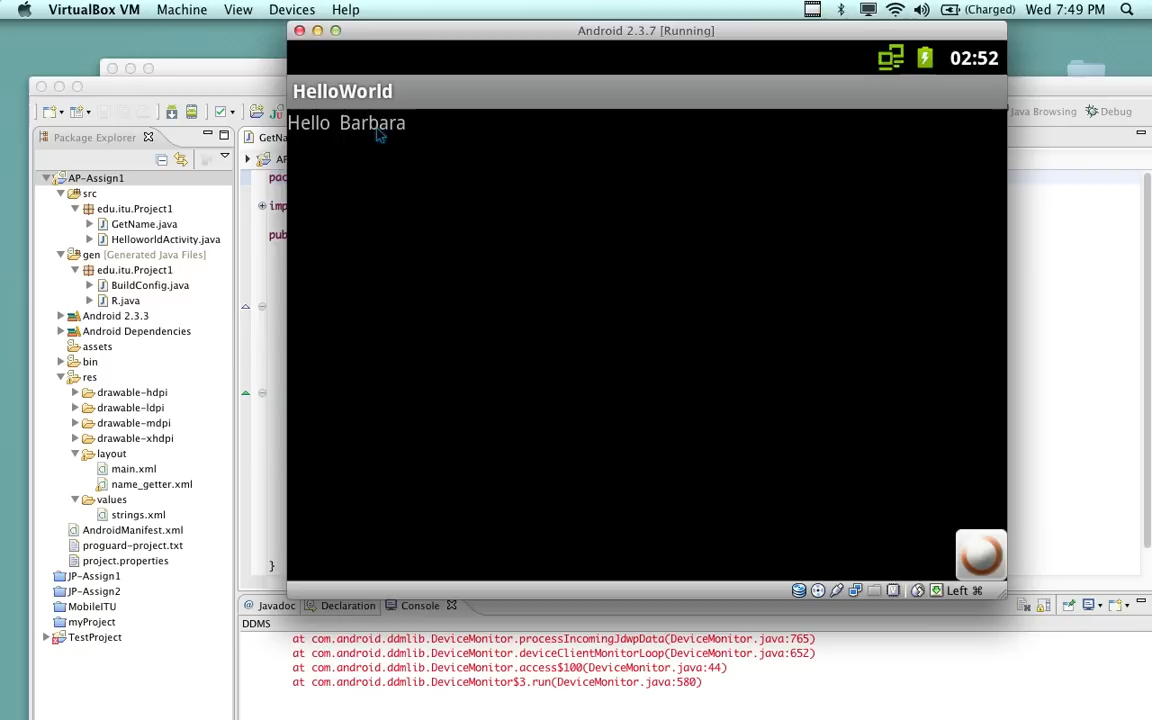 VirtualBox VM Machine View Devices Help (Charged) Wed 7:49 PM
Android 2.3.7 [Running]
02:52
HelloWorld
Hello Barbara
Java Browsing Debug
Package Explorer
AP-Assign1
src
edu.itu.Project1
GetName.java
HelloworldActivity.java
gen [Generated Java Files]
edu.itu.Project1
BuildConfig.java
R.java
Android 2.3.3
Android Dependencies
assets
bin
res
drawable-hdpi
drawable-ldpi
drawable-mdpi
drawable-xhdpi
layout
main.xml
name_getter.xml
values
strings.xml
AndroidManifest.xml
proguard-project.txt
project.properties
JP-Assign1
JP-Assign2
MobileITU
myProject
TestProject
GetNa
AP
pac
imp
pub
}
Left ⌘
Javadoc Declaration Console
DDMS
at com.android.ddmlib.DeviceMonitor.processIncomingJdwpData(DeviceMonitor.java:765)
at com.android.ddmlib.DeviceMonitor.deviceClientMonitorLoop(DeviceMonitor.java:652)
at com.android.ddmlib.DeviceMonitor.access$100(DeviceMonitor.java:44)
at com.android.ddmlib.DeviceMonitor$3.run(DeviceMonitor.java:580)